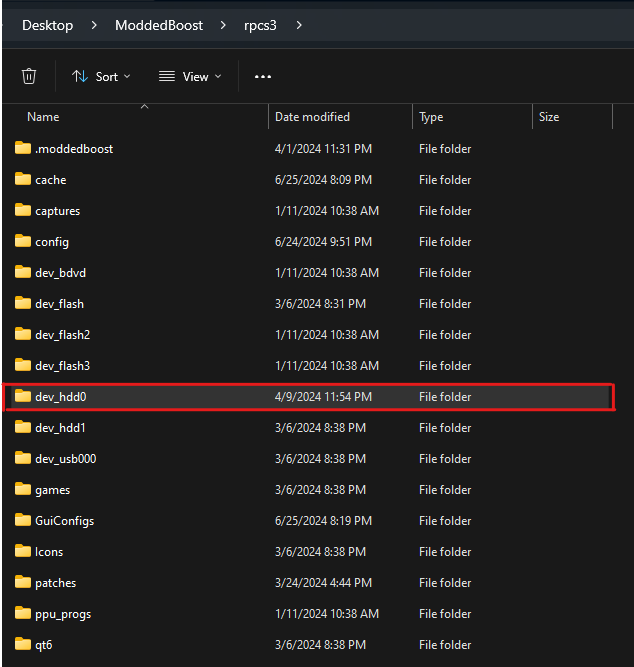 Desktop > ModdedBoost > rpcs3 >
Sort View ...
Name Date modified Type Size
.moddedboost 4/1/2024 11:31 PM File folder
cache 6/25/2024 8:09 PM File folder
captures 1/11/2024 10:38 AM File folder
config 6/24/2024 9:51 PM File folder
dev_bdvd 1/11/2024 10:38 AM File folder
dev_flash 3/6/2024 8:31 PM File folder
dev_flash2 1/11/2024 10:38 AM File folder
dev_flash3 1/11/2024 10:38 AM File folder
dev_hdd0 4/9/2024 11:54 PM File folder
dev_hdd1 3/6/2024 8:38 PM File folder
dev_usb000 3/6/2024 8:38 PM File folder
games 3/6/2024 8:38 PM File folder
GuiConfigs 6/25/2024 8:19 PM File folder
Icons 3/6/2024 8:38 PM File folder
patches 3/24/2024 4:44 PM File folder
ppu_progs 1/11/2024 10:38 AM File folder
qt6 3/6/2024 8:38 PM File folder